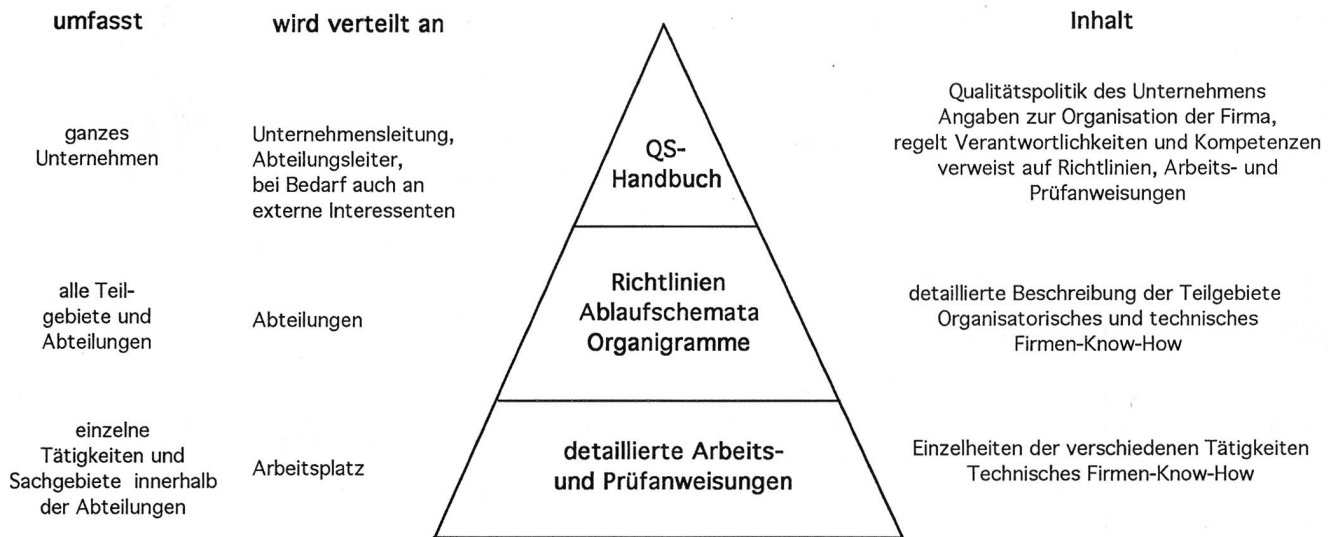 umfasst
wird verteilt an
Inhalt
ganzes
Unternehmen
Unternehmensleitung,
Abteilungsleiter,
bei Bedarf auch an
externe Interessenten
QS-
Handbuch
Qualitätspolitik des Unternehmens
Angaben zur Organisation der Firma,
regelt Verantwortlichkeiten und Kompetenzen
verweist auf Richtlinien, Arbeits- und
Prüfanweisungen
alle Teil-
gebiete und
Abteilungen
Abteilungen
Richtlinien
Ablaufschemata
Organigramme
detaillierte Beschreibung der Teilgebiete
Organisatorisches und technisches
Firmen-Know-How
einzelne
Tätigkeiten und
Sachgebiete innerhalb
der Abteilungen
Arbeitsplatz
detaillierte Arbeits-
und Prüfanweisungen
Einzelheiten der verschiedenen Tätigkeiten
Technisches Firmen-Know-How